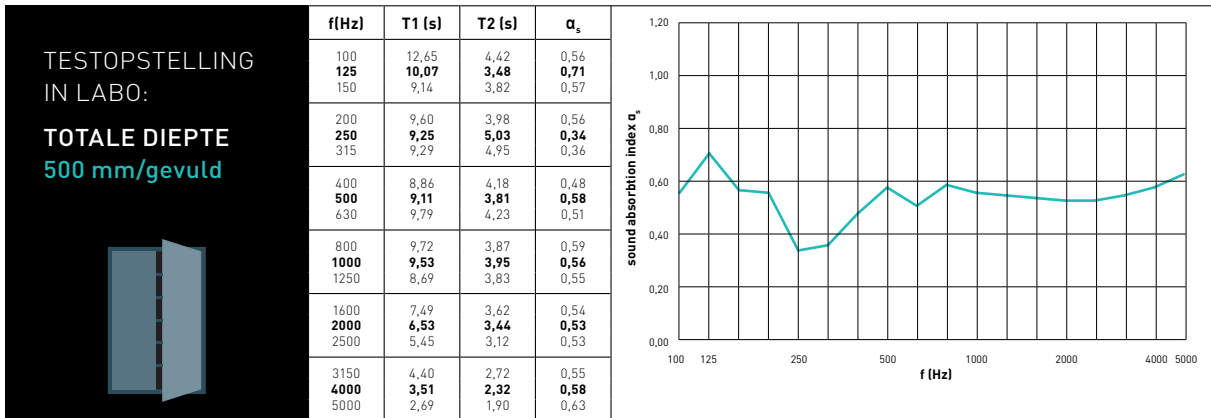 TESTOPSTELLING
IN LABO:
TOTALE DIEPTE
500 mm/gevuld
f(Hz) T1 (s) T2 (s) αs
100 12,65 4,42 0,56
125 10,07 3,48 0,71
150 9,14 3,82 0,57
200 9,60 3,98 0,56
250 9,25 5,03 0,34
315 9,29 4,95 0,36
400 8,86 4,18 0,48
500 9,11 3,81 0,58
630 9,79 4,23 0,51
800 9,72 3,87 0,59
1000 9,53 3,95 0,56
1250 8,69 3,83 0,55
1600 7,49 3,62 0,54
2000 6,53 3,44 0,53
2500 5,45 3,12 0,53
3150 4,40 2,72 0,55
4000 3,51 2,32 0,58
5000 2,69 1,90 0,63
sound absorbtion index αs
1,20
1,00
0,80
0,60
0,40
0,20
0,00
100 125 250 500 1000 2000 4000 5000
f (Hz)